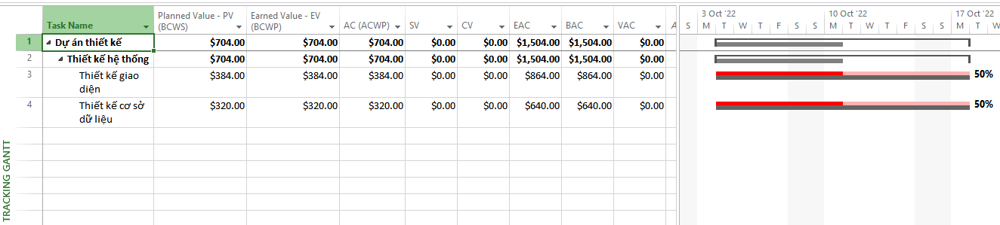 Task Name
Planned Value - PV (BCWS)
Earned Value - EV (BCWP)
AC (ACWP)
SV
CV
EAC
BAC
VAC
A
3 Oct '22
10 Oct '22
17 Oct '22
S M T W T F S S M T W T F S S M T W
1 Dự án thiết kế $704.00 $704.00 $704.00 $0.00 $0.00 $1,504.00 $1,504.00 $0.00
2 Thiết kế hệ thống $704.00 $704.00 $704.00 $0.00 $0.00 $1,504.00 $1,504.00 $0.00
3 Thiết kế giao diện $384.00 $384.00 $384.00 $0.00 $0.00 $864.00 $864.00 $0.00 50%
4 Thiết kế cơ sở dữ liệu $320.00 $320.00 $320.00 $0.00 $0.00 $640.00 $640.00 $0.00 50%
TRACKING GANTT